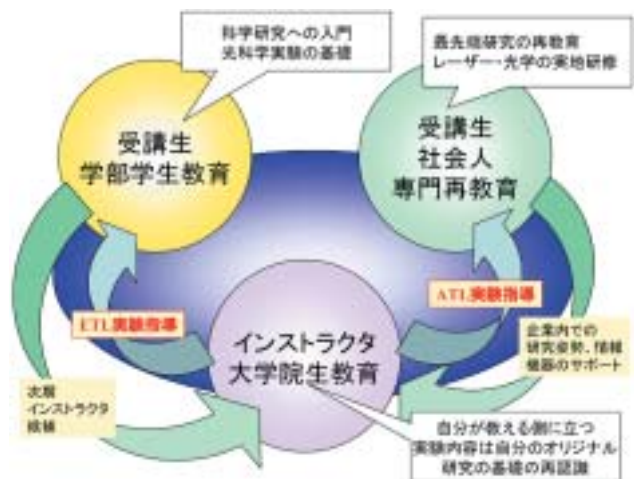 科学研究への入門
光科学実験の基礎
最先端研究の再教育
レーザー・光学の実地研修
受講生
学部学生教育
受講生
社会人
専門再教育
ETL実験指導
ATL実験指導
インストラクタ
大学院生教育
次期
インストラクタ
候補
企業内での
研究姿勢、情報
機器のサポート
自分が教える側に立つ
実験内容は自分のオリジナル
研究の基礎の再認識